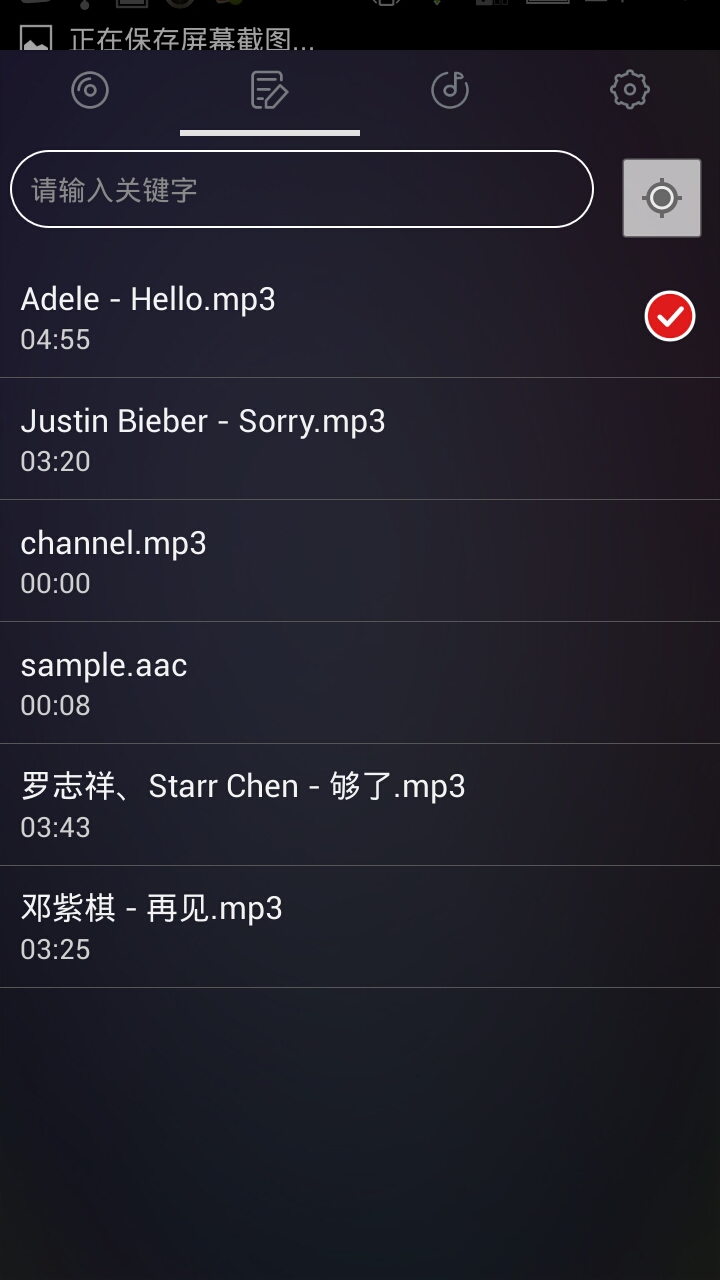 正在保存屏幕截图...
请输入关键字
Adele - Hello.mp3
04:55
Justin Bieber - Sorry.mp3
03:20
channel.mp3
00:00
sample.aac
00:08
罗志祥、Starr Chen - 够了.mp3
03:43
邓紫棋 - 再见.mp3
03:25